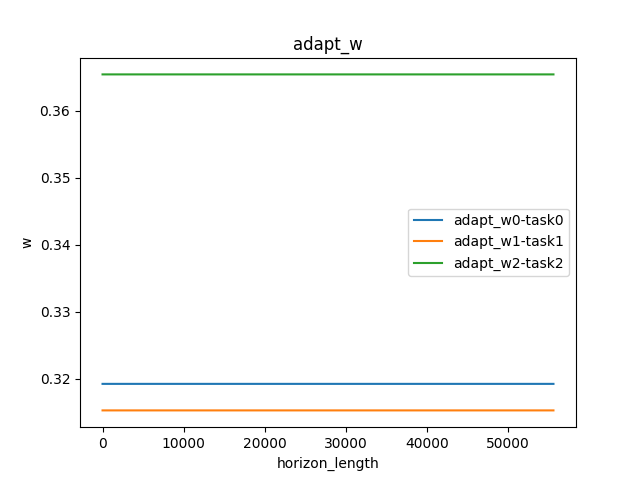 adapt_w
0.36
0.35
0.34
0.33
0.32
w
adapt_w0-task0
adapt_w1-task1
adapt_w2-task2
0
10000
20000
30000
40000
50000
horizon_length